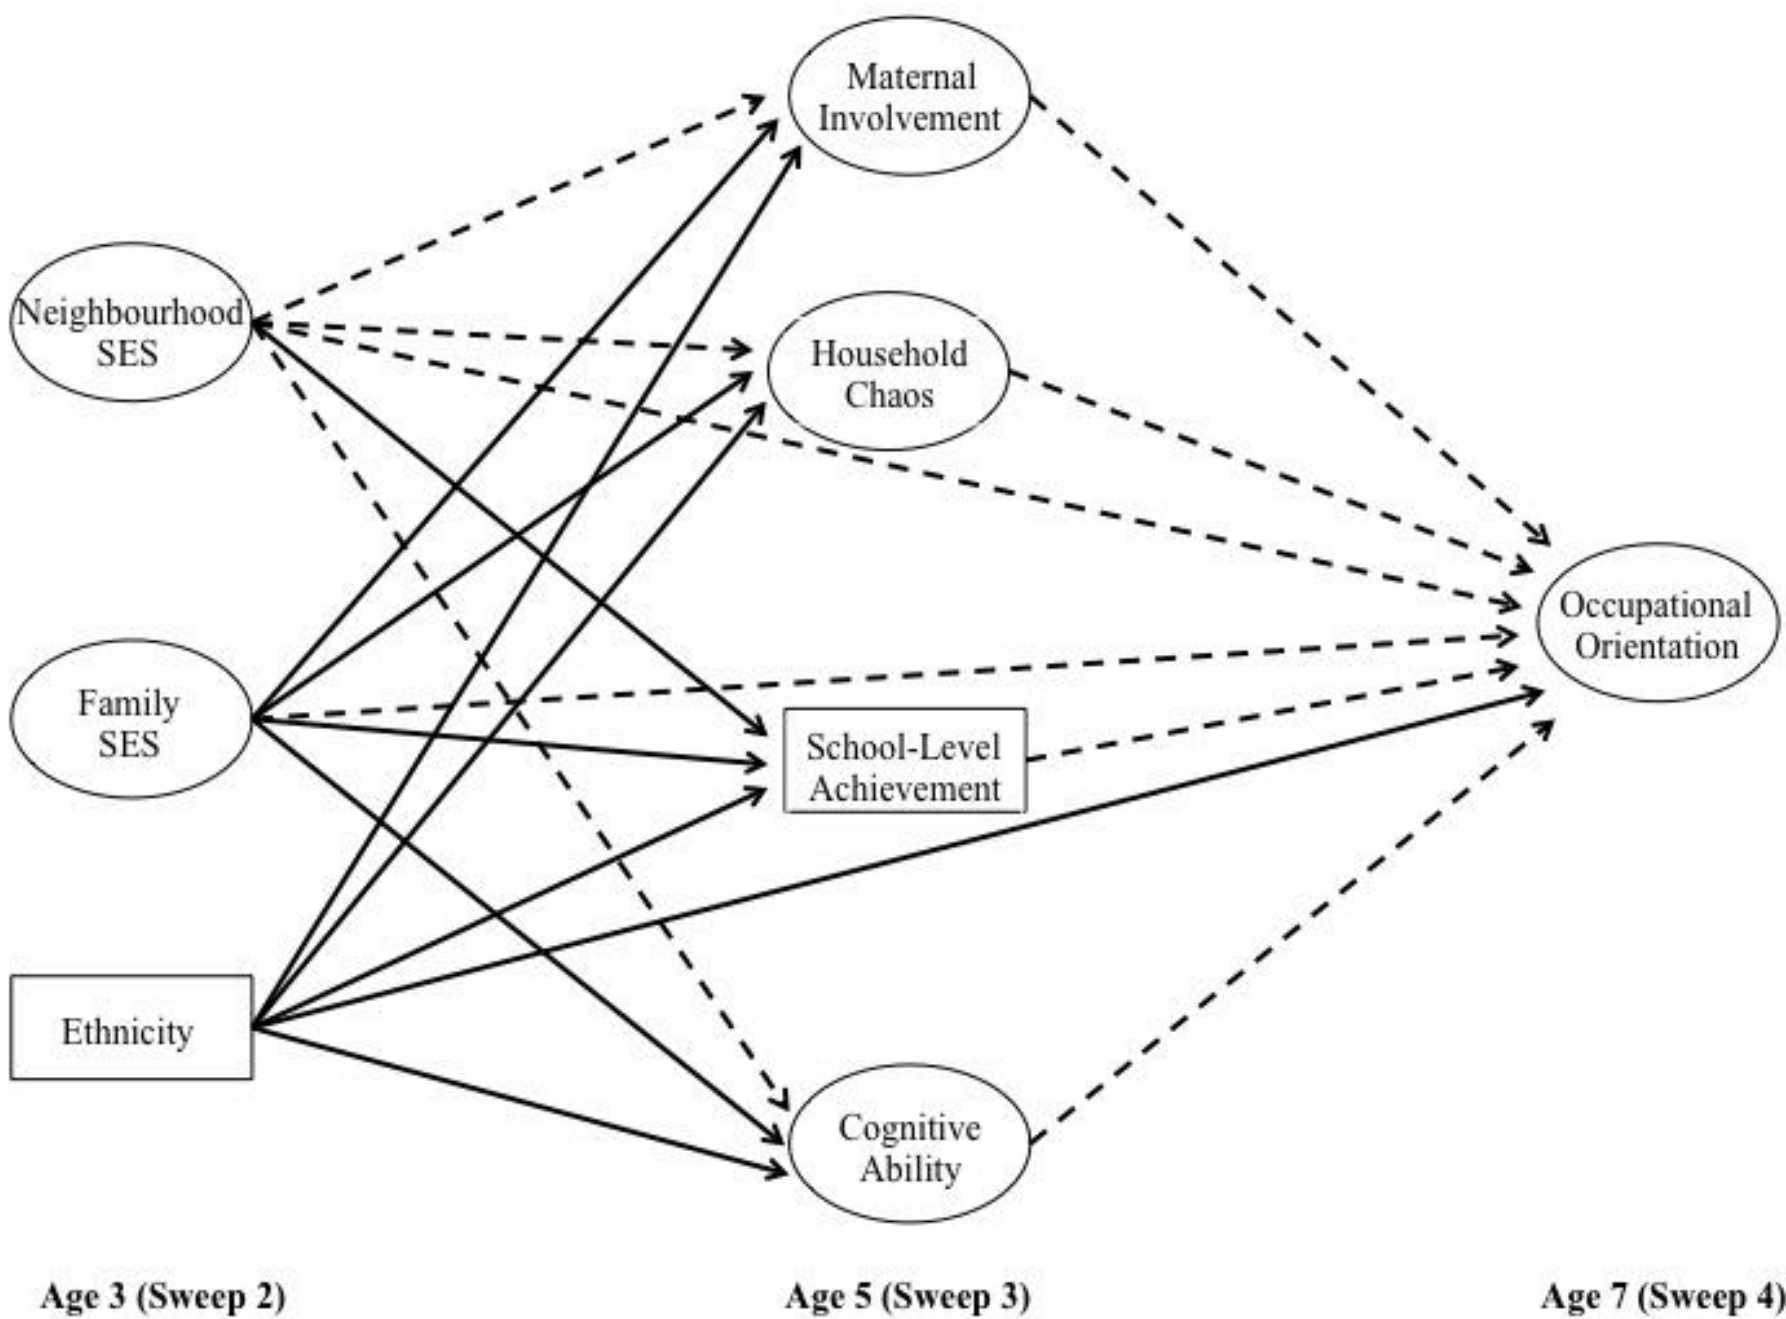 Maternal
Involvement
Neighbourhood
SES
Household
Chaos
Occupational
Orientation
Family
SES
School-Level
Achievement
Ethnicity
Cognitive
Ability
Age 3 (Sweep 2)
Age 5 (Sweep 3)
Age 7 (Sweep 4)